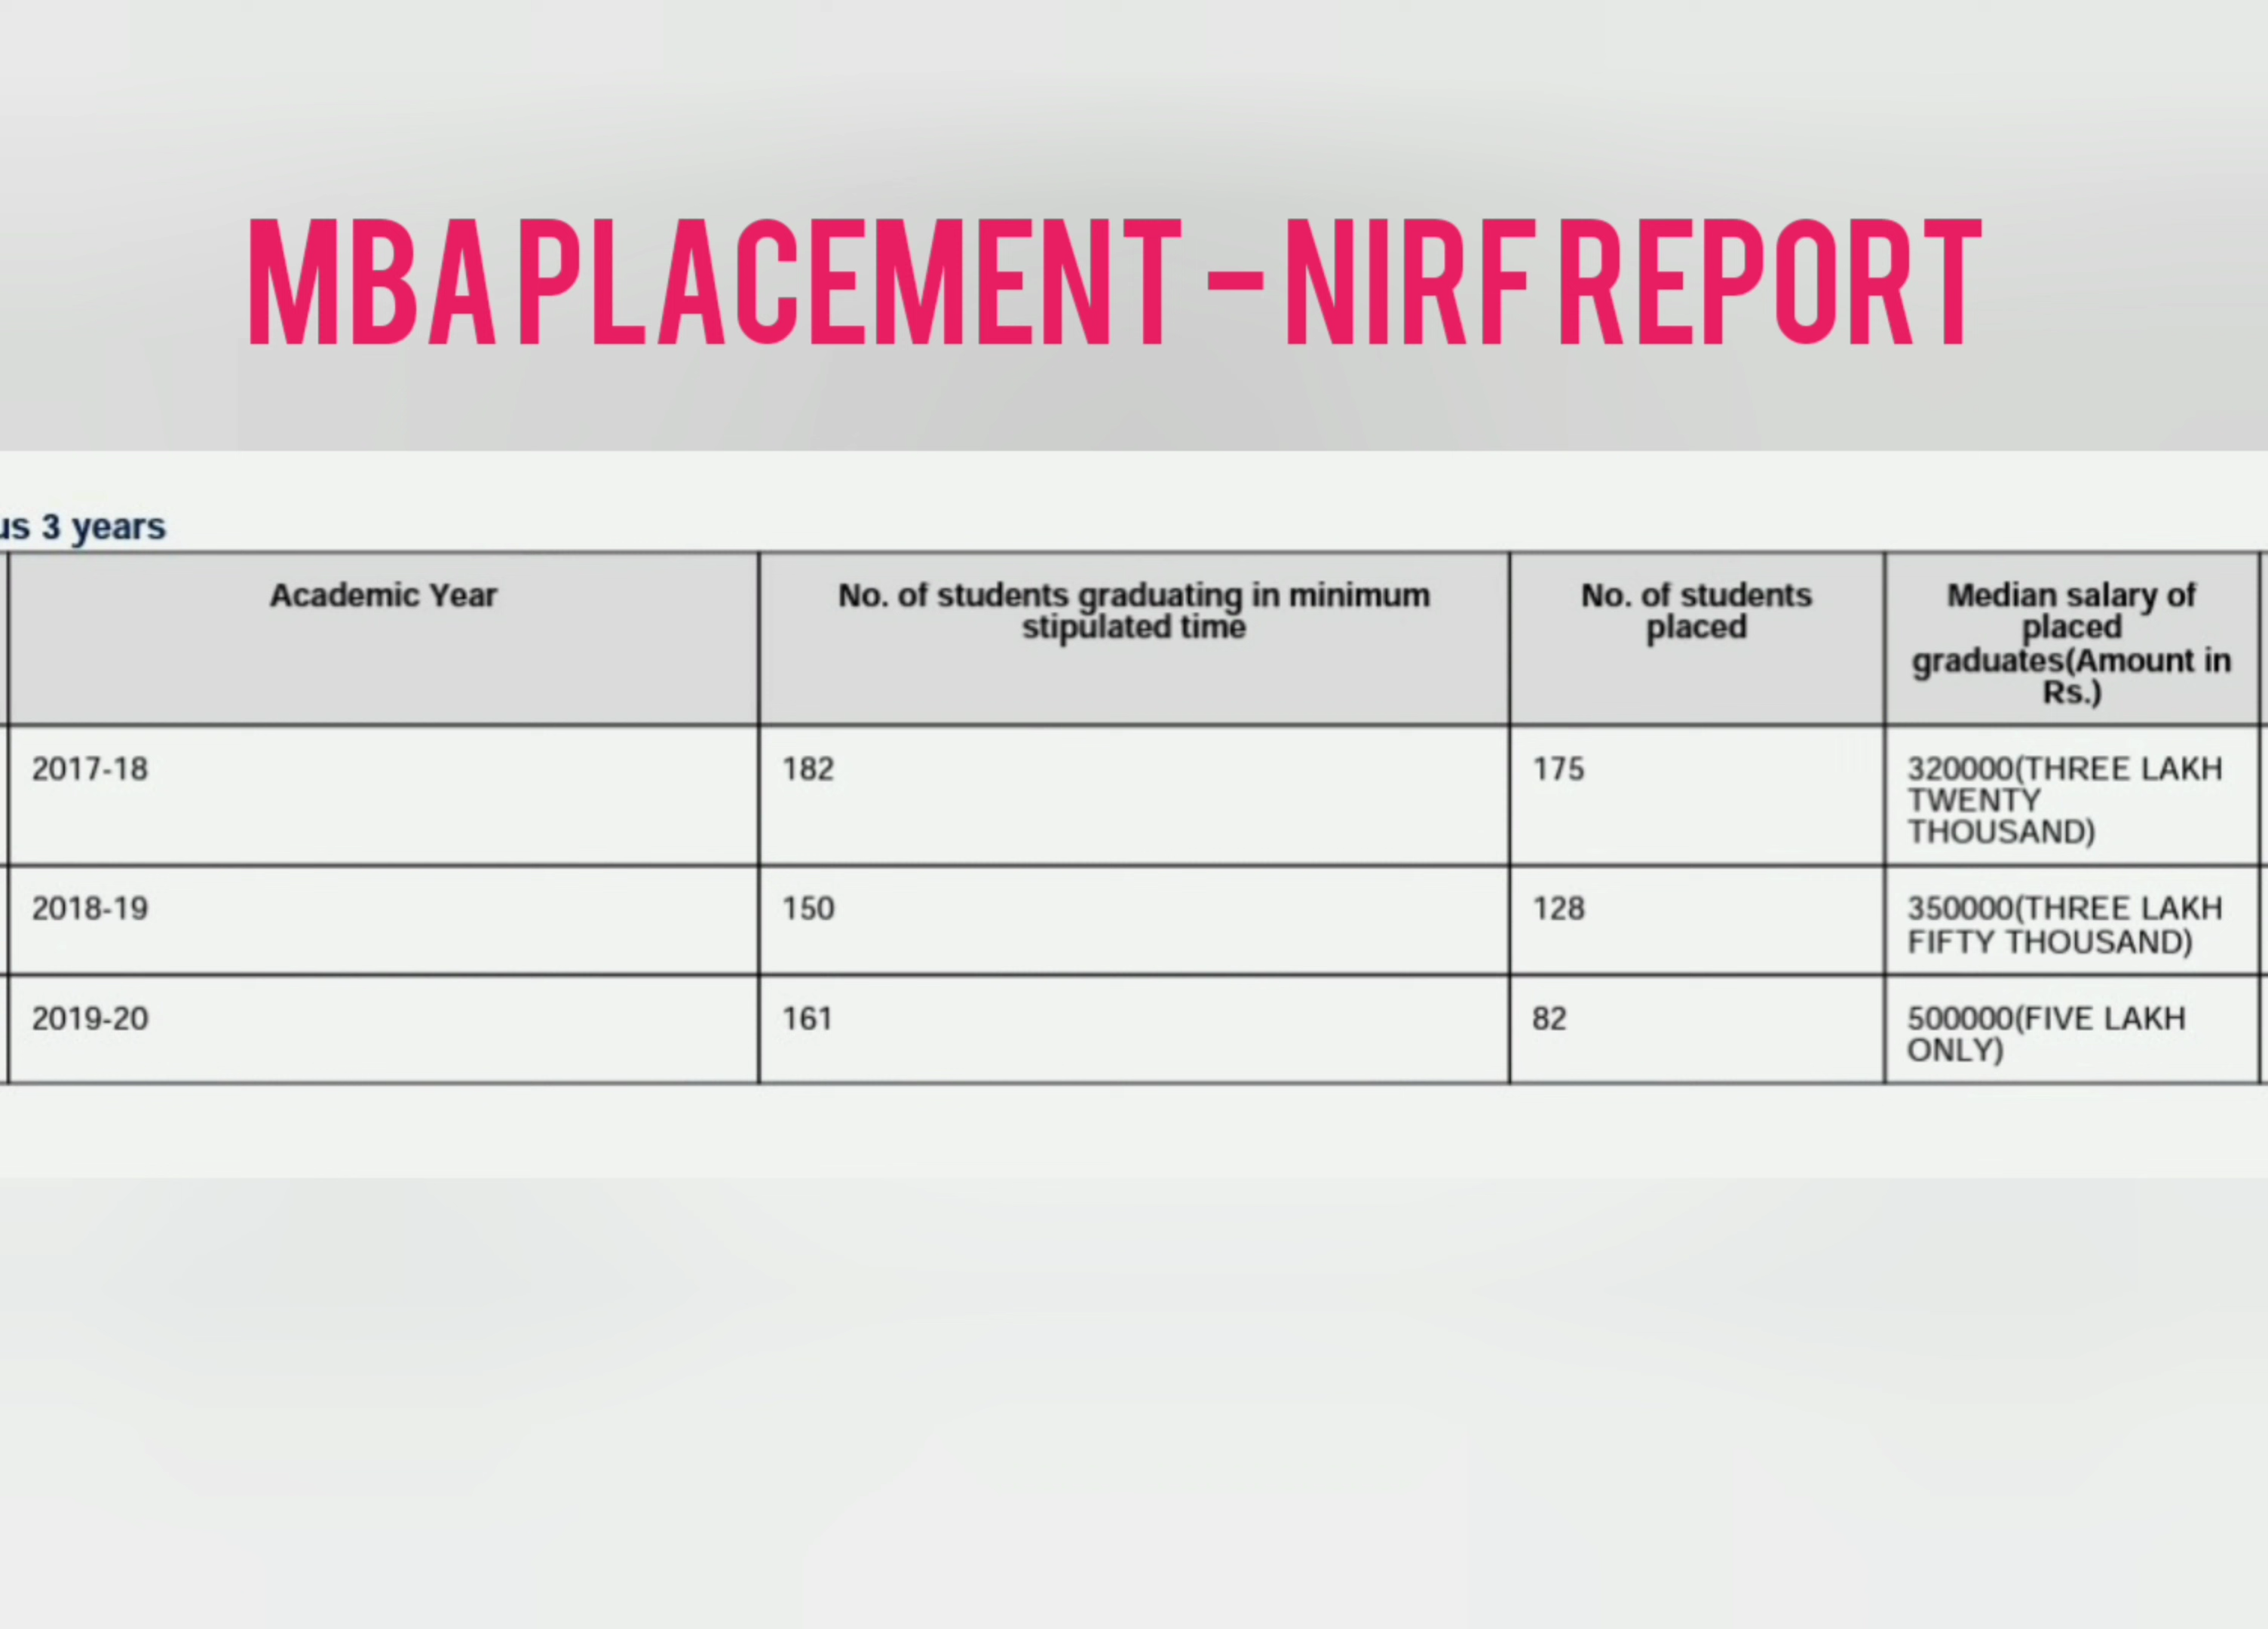 MBA PLACEMENT - NIRF REPORT
us 3 years
Academic Year
No. of students graduating in minimum
stipulated time
No. of students
placed
Median salary of
placed
graduates(Amount in
Rs.)
2017-18
182
175
320000(THREE LAKH
TWENTY
THOUSAND)
2018-19
150
128
350000(THREE LAKH
FIFTY THOUSAND)
2019-20
161
82
500000(FIVE LAKH
ONLY)